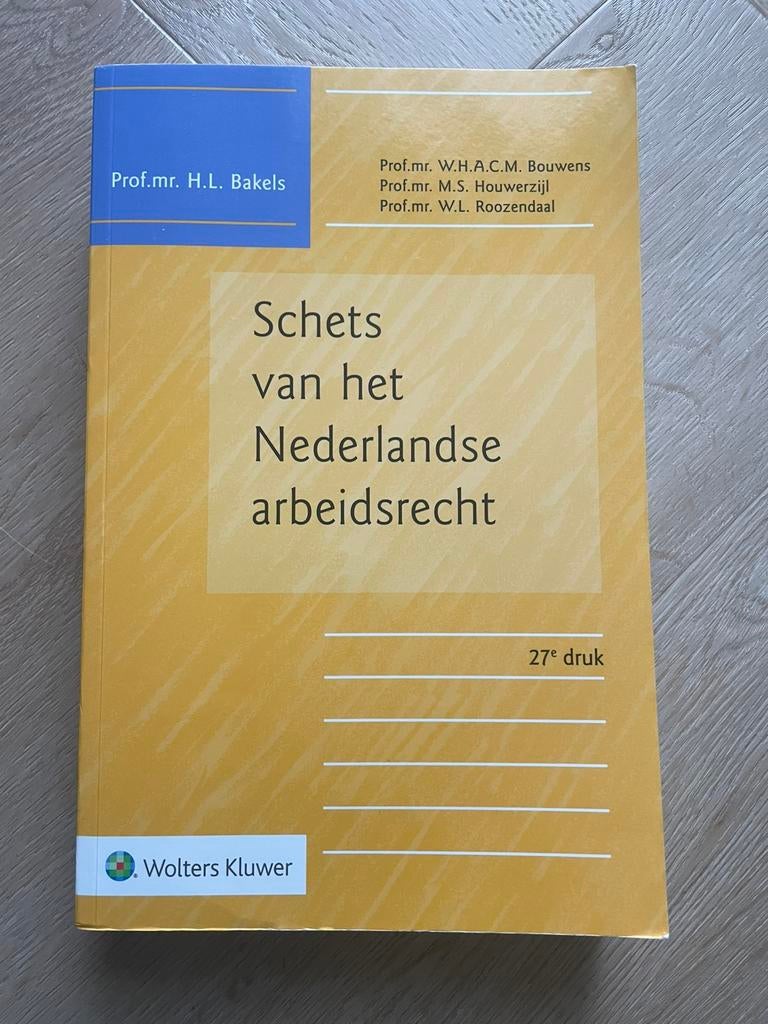 Prof.mr. H.L. Bakels
Prof.mr. W.H.A.C.M. Bouwens
Prof.mr. M.S. Houwerzijl
Prof.mr. W.L. Roozendaal
Schets
van het
Nederlandse
arbeidsrecht
27e druk
Wolters Kluwer